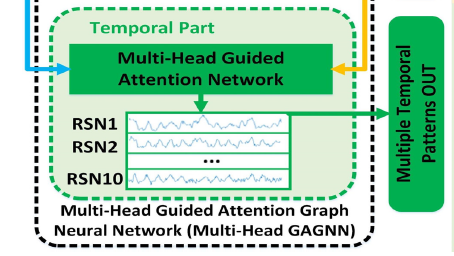 Temporal Part
Multi-Head Guided
Attention Network
RSN1
RSN2
...
RSN10
Multi-Head Guided Attention Graph
Neural Network (Multi-Head GAGNN)
Multiple Temporal
Patterns OUT